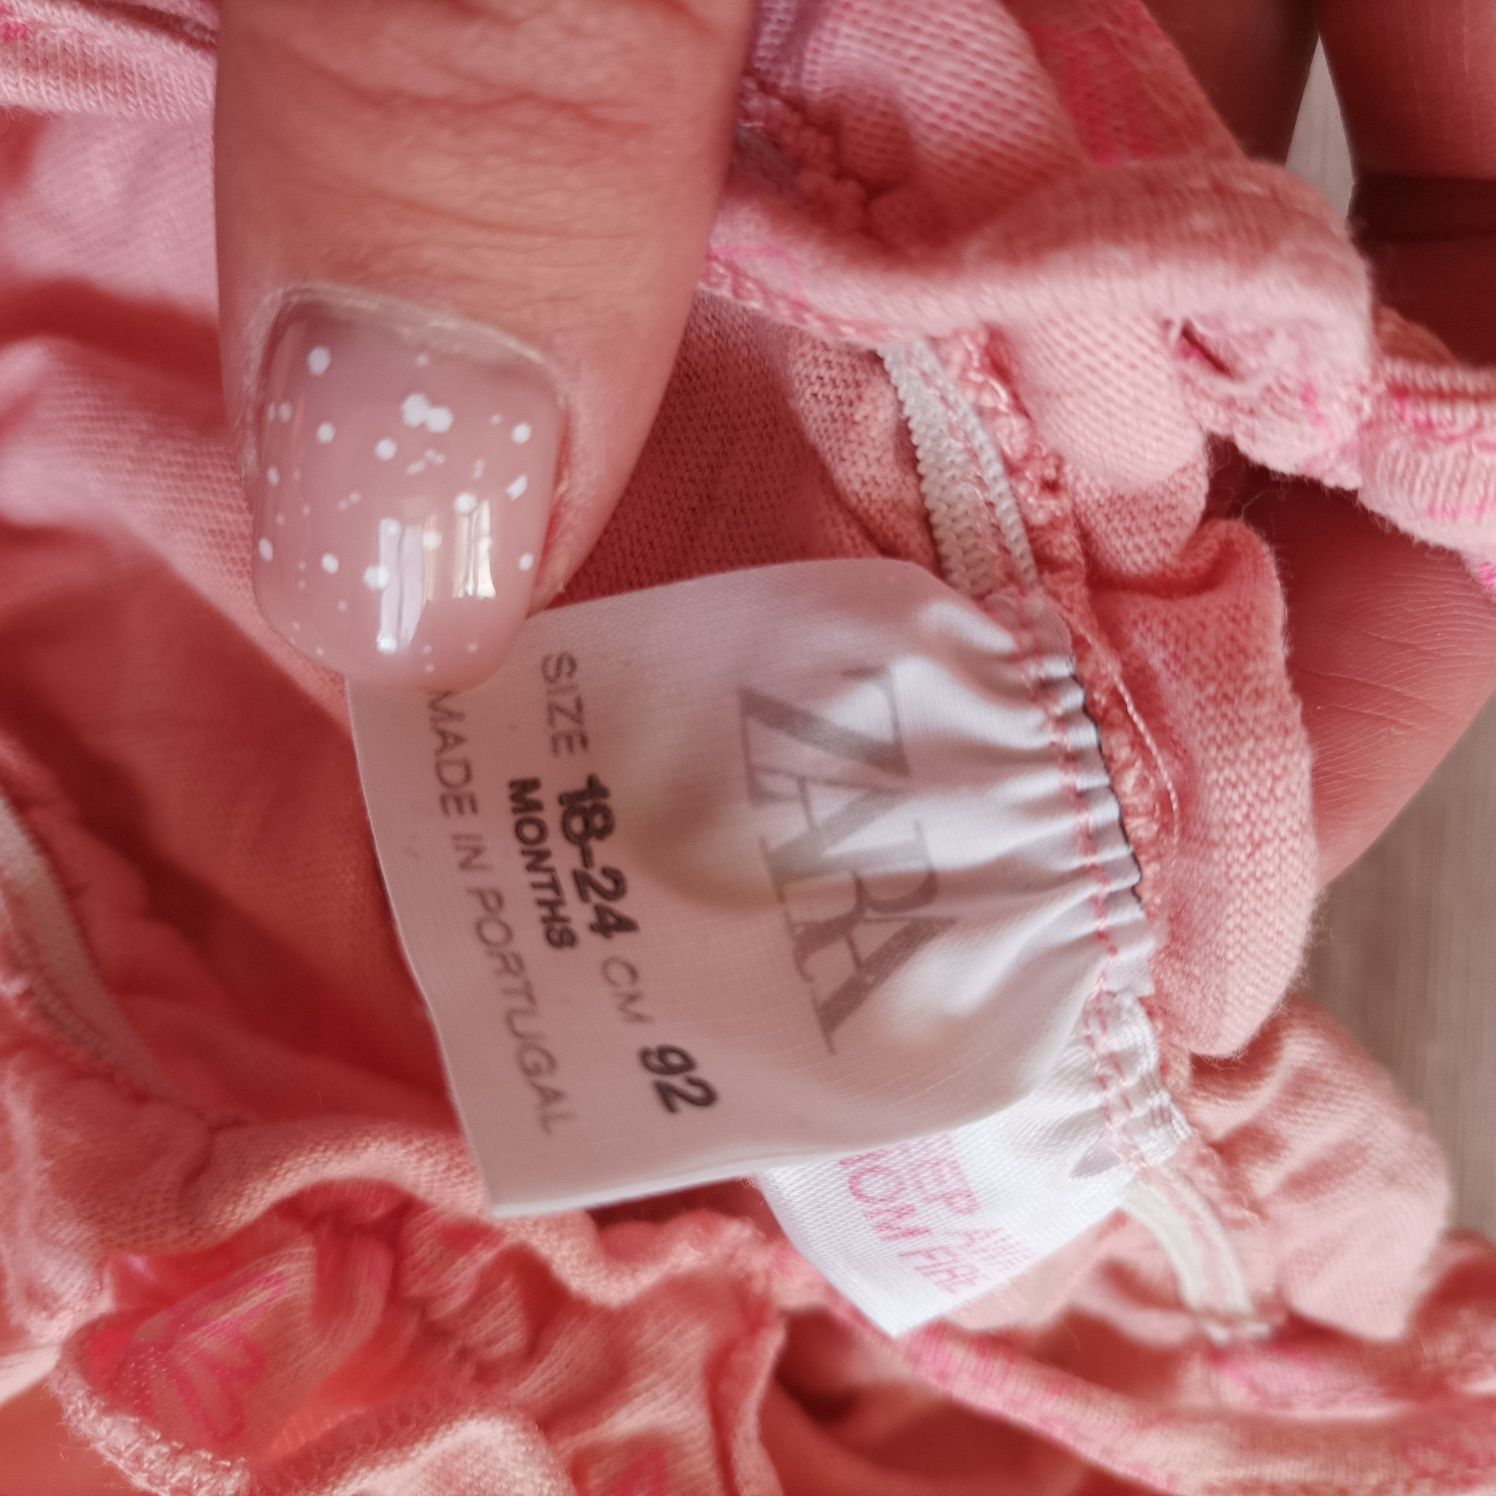 ZARA
SIZE 18-24 CM 92
MONTHS
MADE IN PORTUGAL